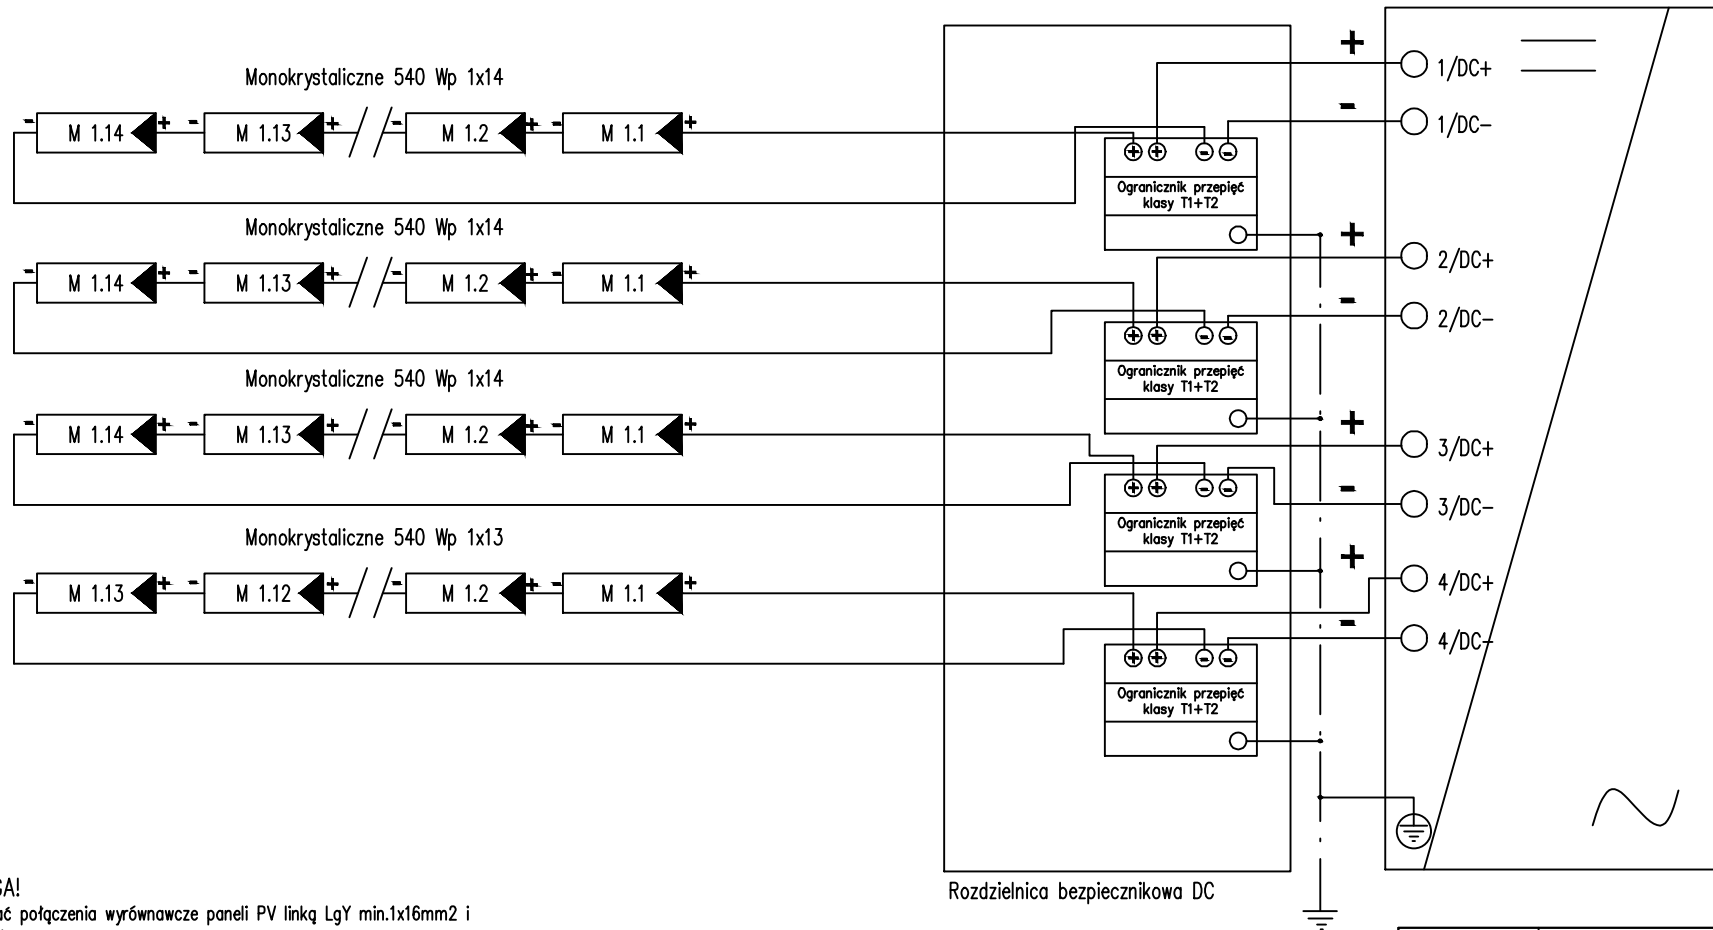 Monokrystaliczne 540 Wp 1x14
- M 1.14 + - M 1.13 + - M 1.2 + - M 1.1 +
Monokrystaliczne 540 Wp 1x14
- M 1.14 + - M 1.13 + - M 1.2 + - M 1.1 +
Monokrystaliczne 540 Wp 1x14
- M 1.14 + - M 1.13 + - M 1.2 + - M 1.1 +
Monokrystaliczne 540 Wp 1x13
- M 1.13 + - M 1.12 + - M 1.2 + - M 1.1 +
+ + - -
Ogranicznik przepięć
klasy T1+T2
+ + - -
Ogranicznik przepięć
klasy T1+T2
+ + - -
Ogranicznik przepięć
klasy T1+T2
+ + - -
Ogranicznik przepięć
klasy T1+T2
Rozdzielnica bezpiecznikowa DC
+ 1/DC+
- 1/DC-
+ 2/DC+
- 2/DC-
+ 3/DC+
- 3/DC-
+ 4/DC+
- 4/DC-
GA!
ać połączenia wyrównawcze paneli PV linką LgY min.1x16mm2 i